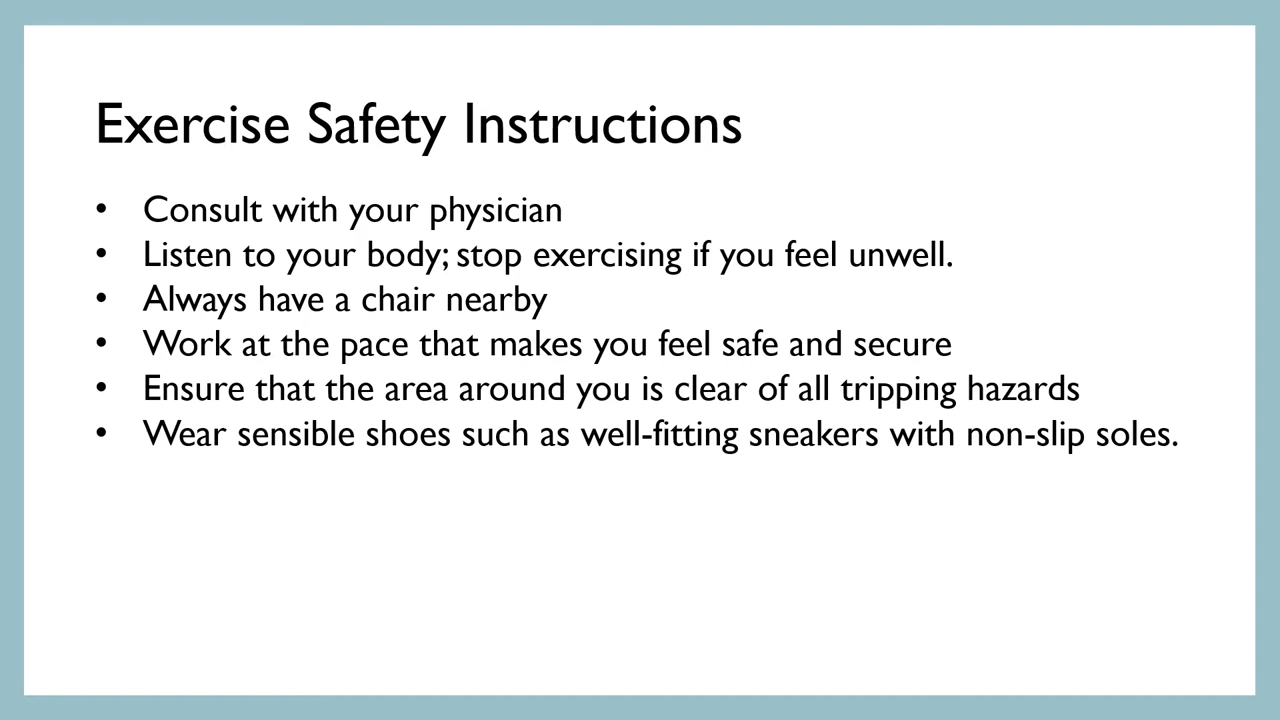 Exercise Safety Instructions
• Consult with your physician
• Listen to your body; stop exercising if you feel unwell.
• Always have a chair nearby
• Work at the pace that makes you feel safe and secure
• Ensure that the area around you is clear of all tripping hazards
• Wear sensible shoes such as well-fitting sneakers with non-slip soles.